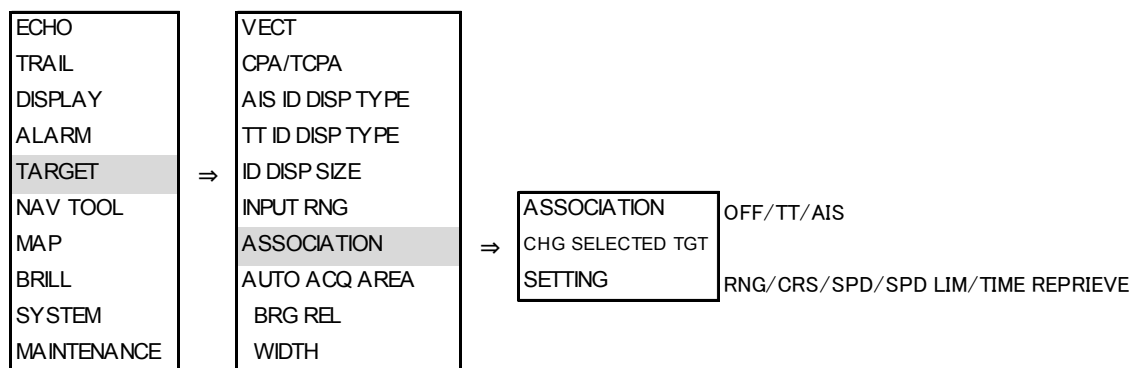 ECHO
TRAIL
DISPLAY
ALARM
TARGET
NAV TOOL
MAP
BRILL
SYSTEM
MAINTENANCE
⇒
VECT
CPA/TCPA
AIS ID DISP TYPE
TT ID DISP TYPE
ID DISP SIZE
INPUT RNG
ASSOCIATION
AUTO ACQ AREA
BRG REL
WIDTH
⇒
ASSOCIATION OFF/TT/AIS
CHG SELECTED TGT
SETTING RNG/CRS/SPD/SPD LIM/TIME REPRIEVE